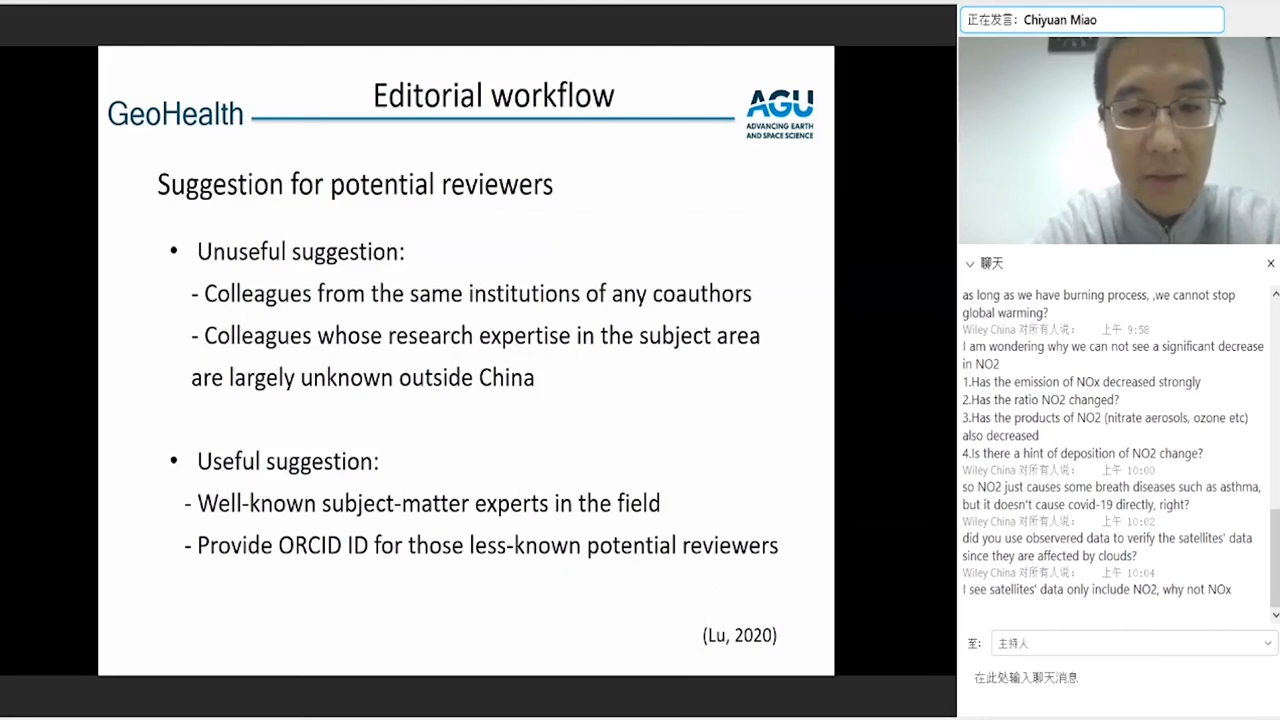 GeoHealth
Editorial workflow
AGU
ADVANCING EARTH
AND SPACE SCIENCE
Suggestion for potential reviewers
• Unuseful suggestion:
- Colleagues from the same institutions of any coauthors
- Colleagues whose research expertise in the subject area
are largely unknown outside China
• Useful suggestion:
- Well-known subject-matter experts in the field
- Provide ORCID ID for those less-known potential reviewers
(Lu, 2020)
正在发言: Chiyuan Miao
聊天
as long as we have burning process, ,we cannot stop
global warming?
Wiley China 对所有人说: 上午 9:58
I am wondering why we can not see a significant decrease
in NO2
1.Has the emission of NOx decreased strongly
2.Has the ratio NO2 changed?
3.Has the products of NO2 (nitrate aerosols, ozone etc)
also decreased
4.Is there a hint of deposition of NO2 change?
Wiley China 对所有人说: 上午 10:00
so NO2 just causes some breath diseases such as asthma,
but it doesn't cause covid-19 directly, right?
Wiley China 对所有人说: 上午 10:02
did you use observered data to verify the satellites' data
since they are affected by clouds?
Wiley China 对所有人说: 上午 10:04
I see satellites' data only include NO2, why not NOx
至: 主持人
在此处输入聊天消息